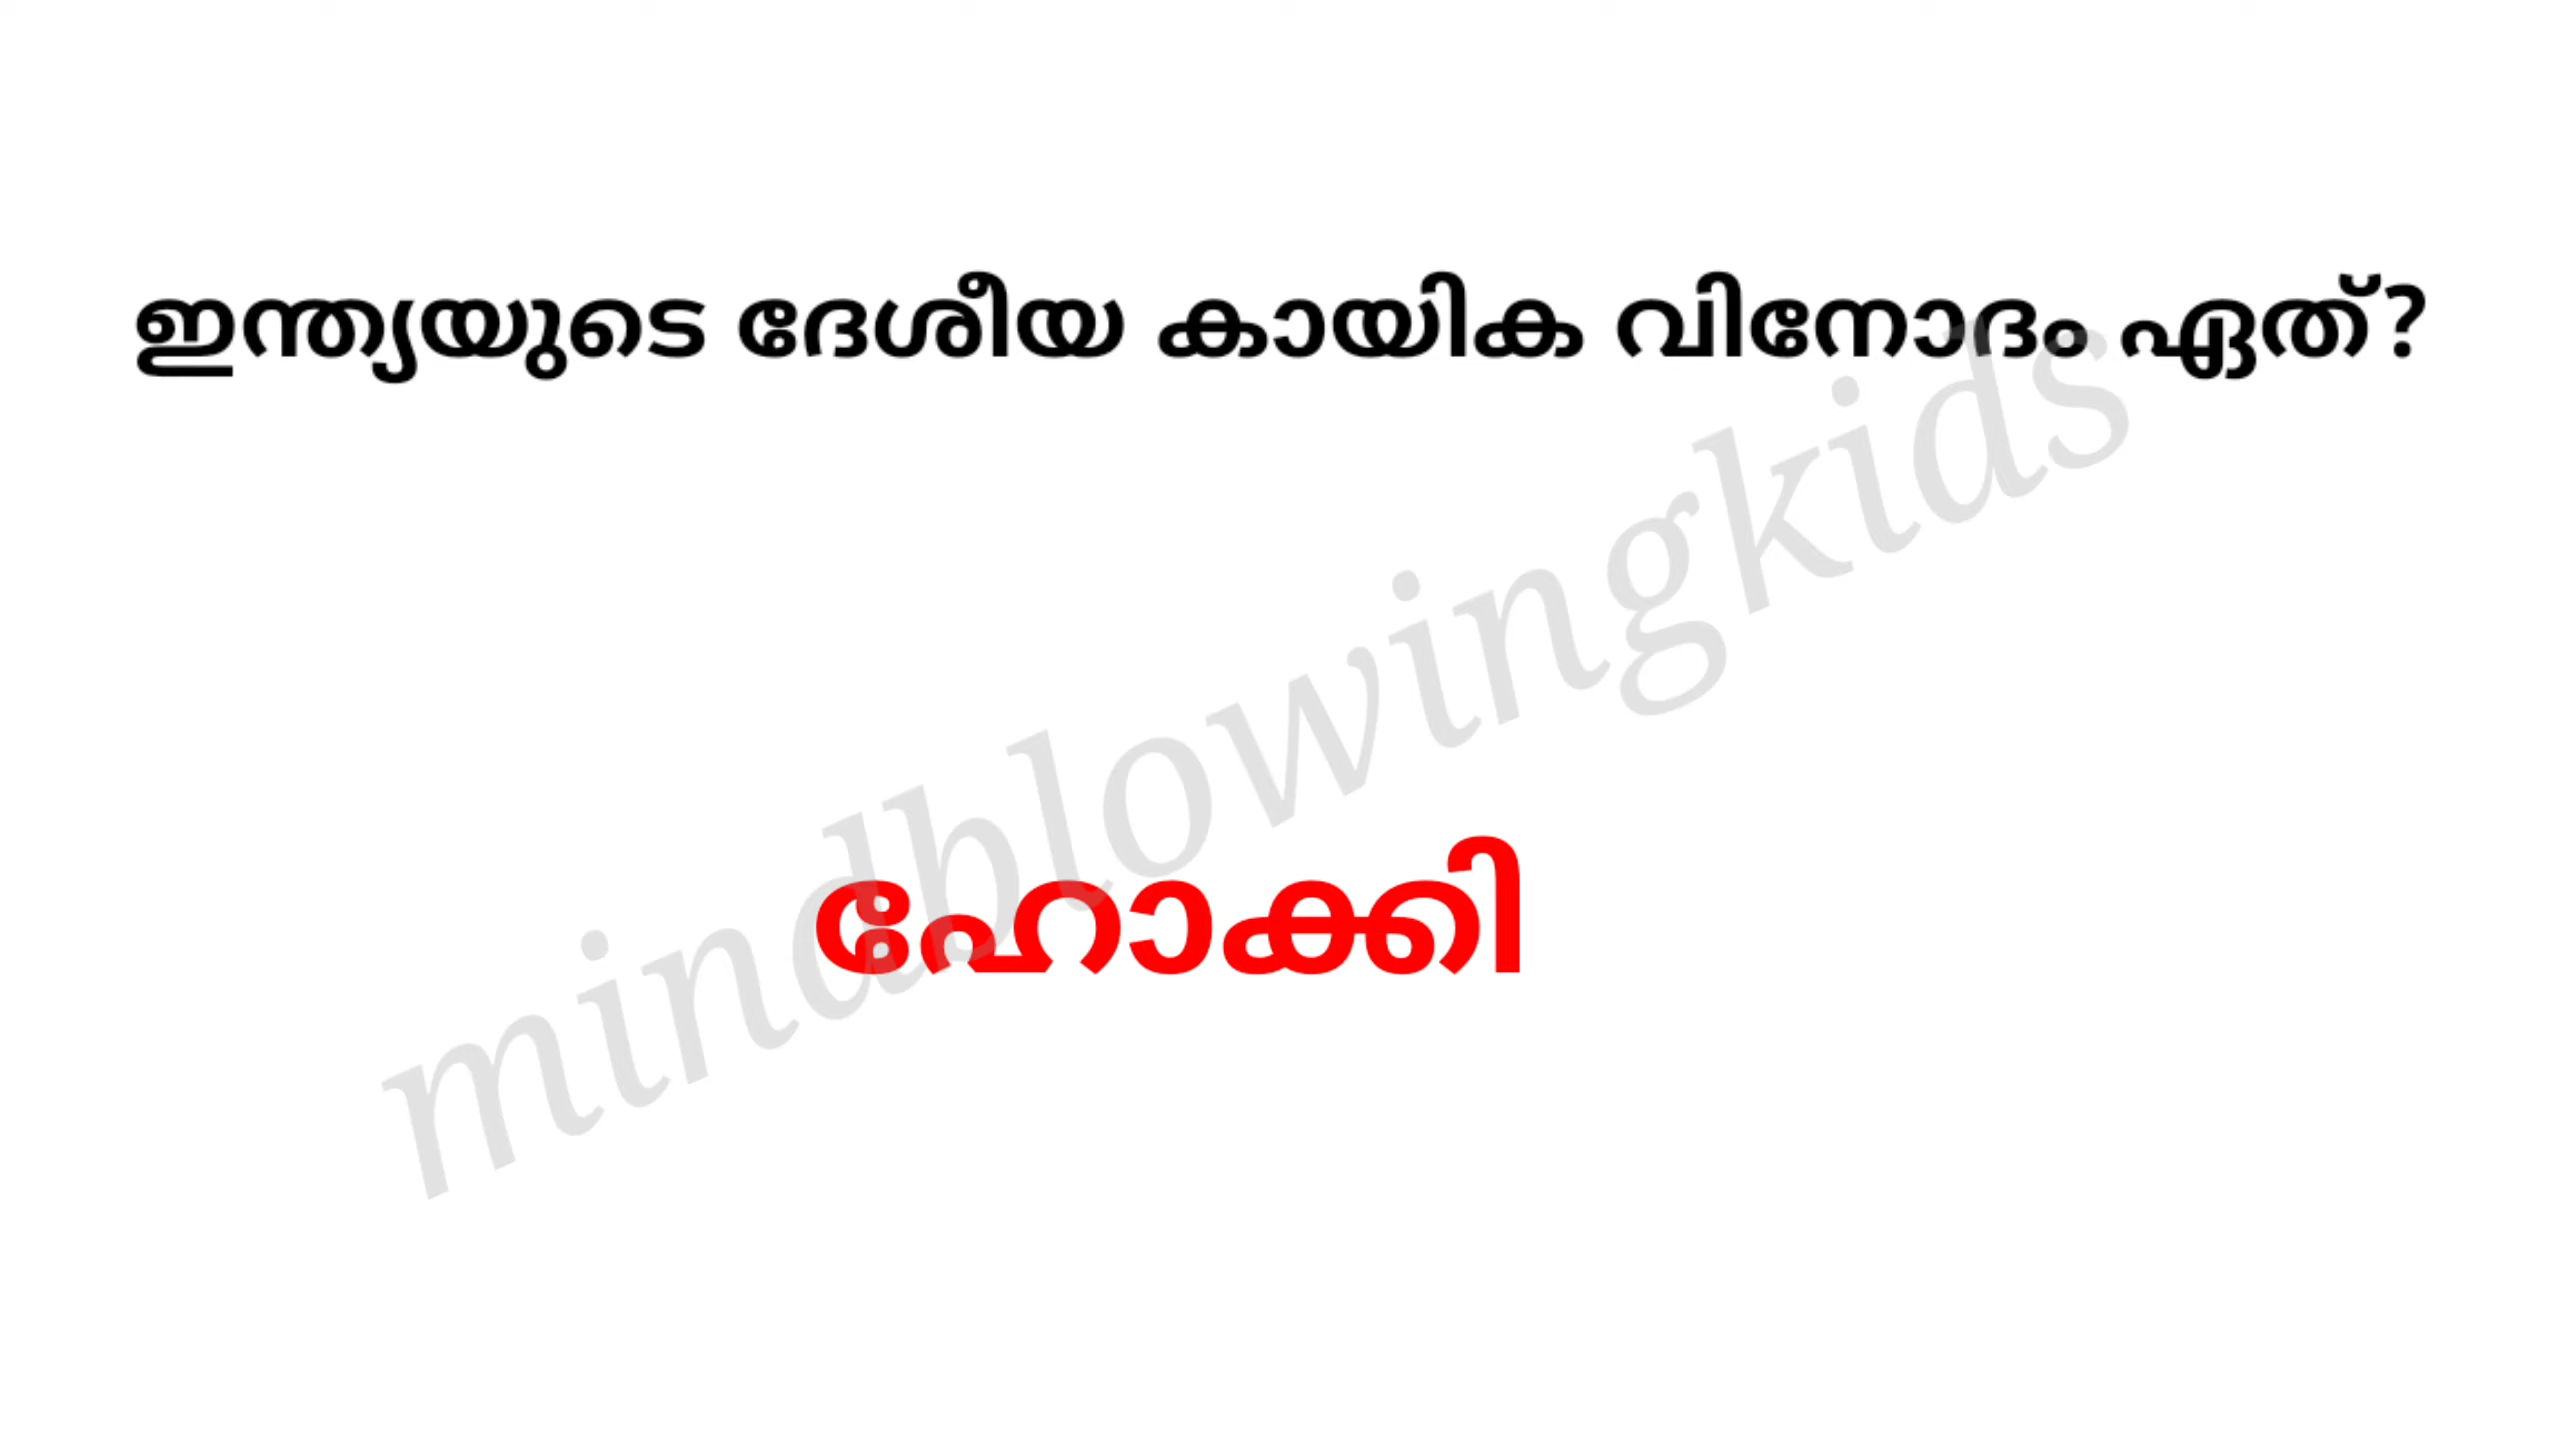 ഇന്ത്യയുടെ ദേശീയ കായിക വിനോദം ഏത്?
mindblowingkids
ഹോക്കി